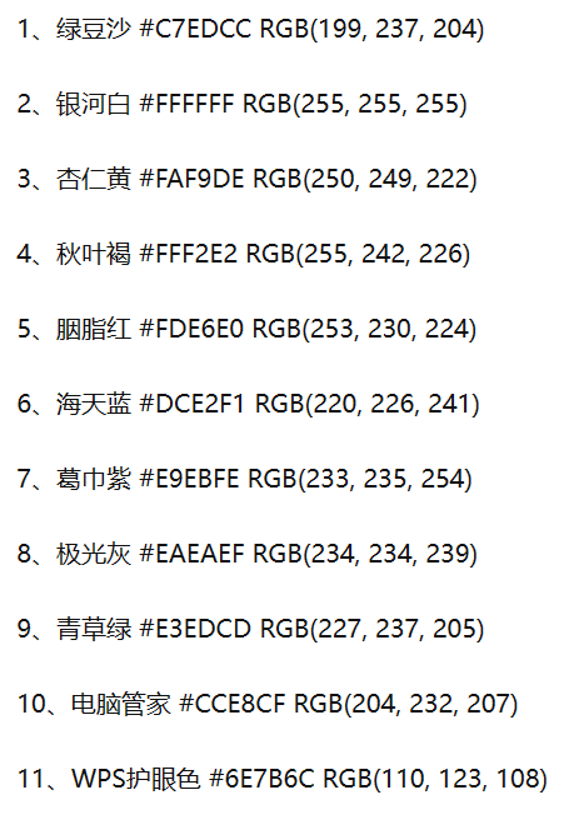 1、绿豆沙 #C7EDCC RGB(199, 237, 204)
2、银河白 #FFFFFF RGB(255, 255, 255)
3、杏仁黄 #FAF9DE RGB(250, 249, 222)
4、秋叶褐 #FFF2E2 RGB(255, 242, 226)
5、胭脂红 #FDE6E0 RGB(253, 230, 224)
6、海天蓝 #DCE2F1 RGB(220, 226, 241)
7、葛巾紫 #E9EBFE RGB(233, 235, 254)
8、极光灰 #EAEAEF RGB(234, 234, 239)
9、青草绿 #E3EDCD RGB(227, 237, 205)
10、电脑管家 #CCE8CF RGB(204, 232, 207)
11、WPS护眼色 #6E7B6C RGB(110, 123, 108)